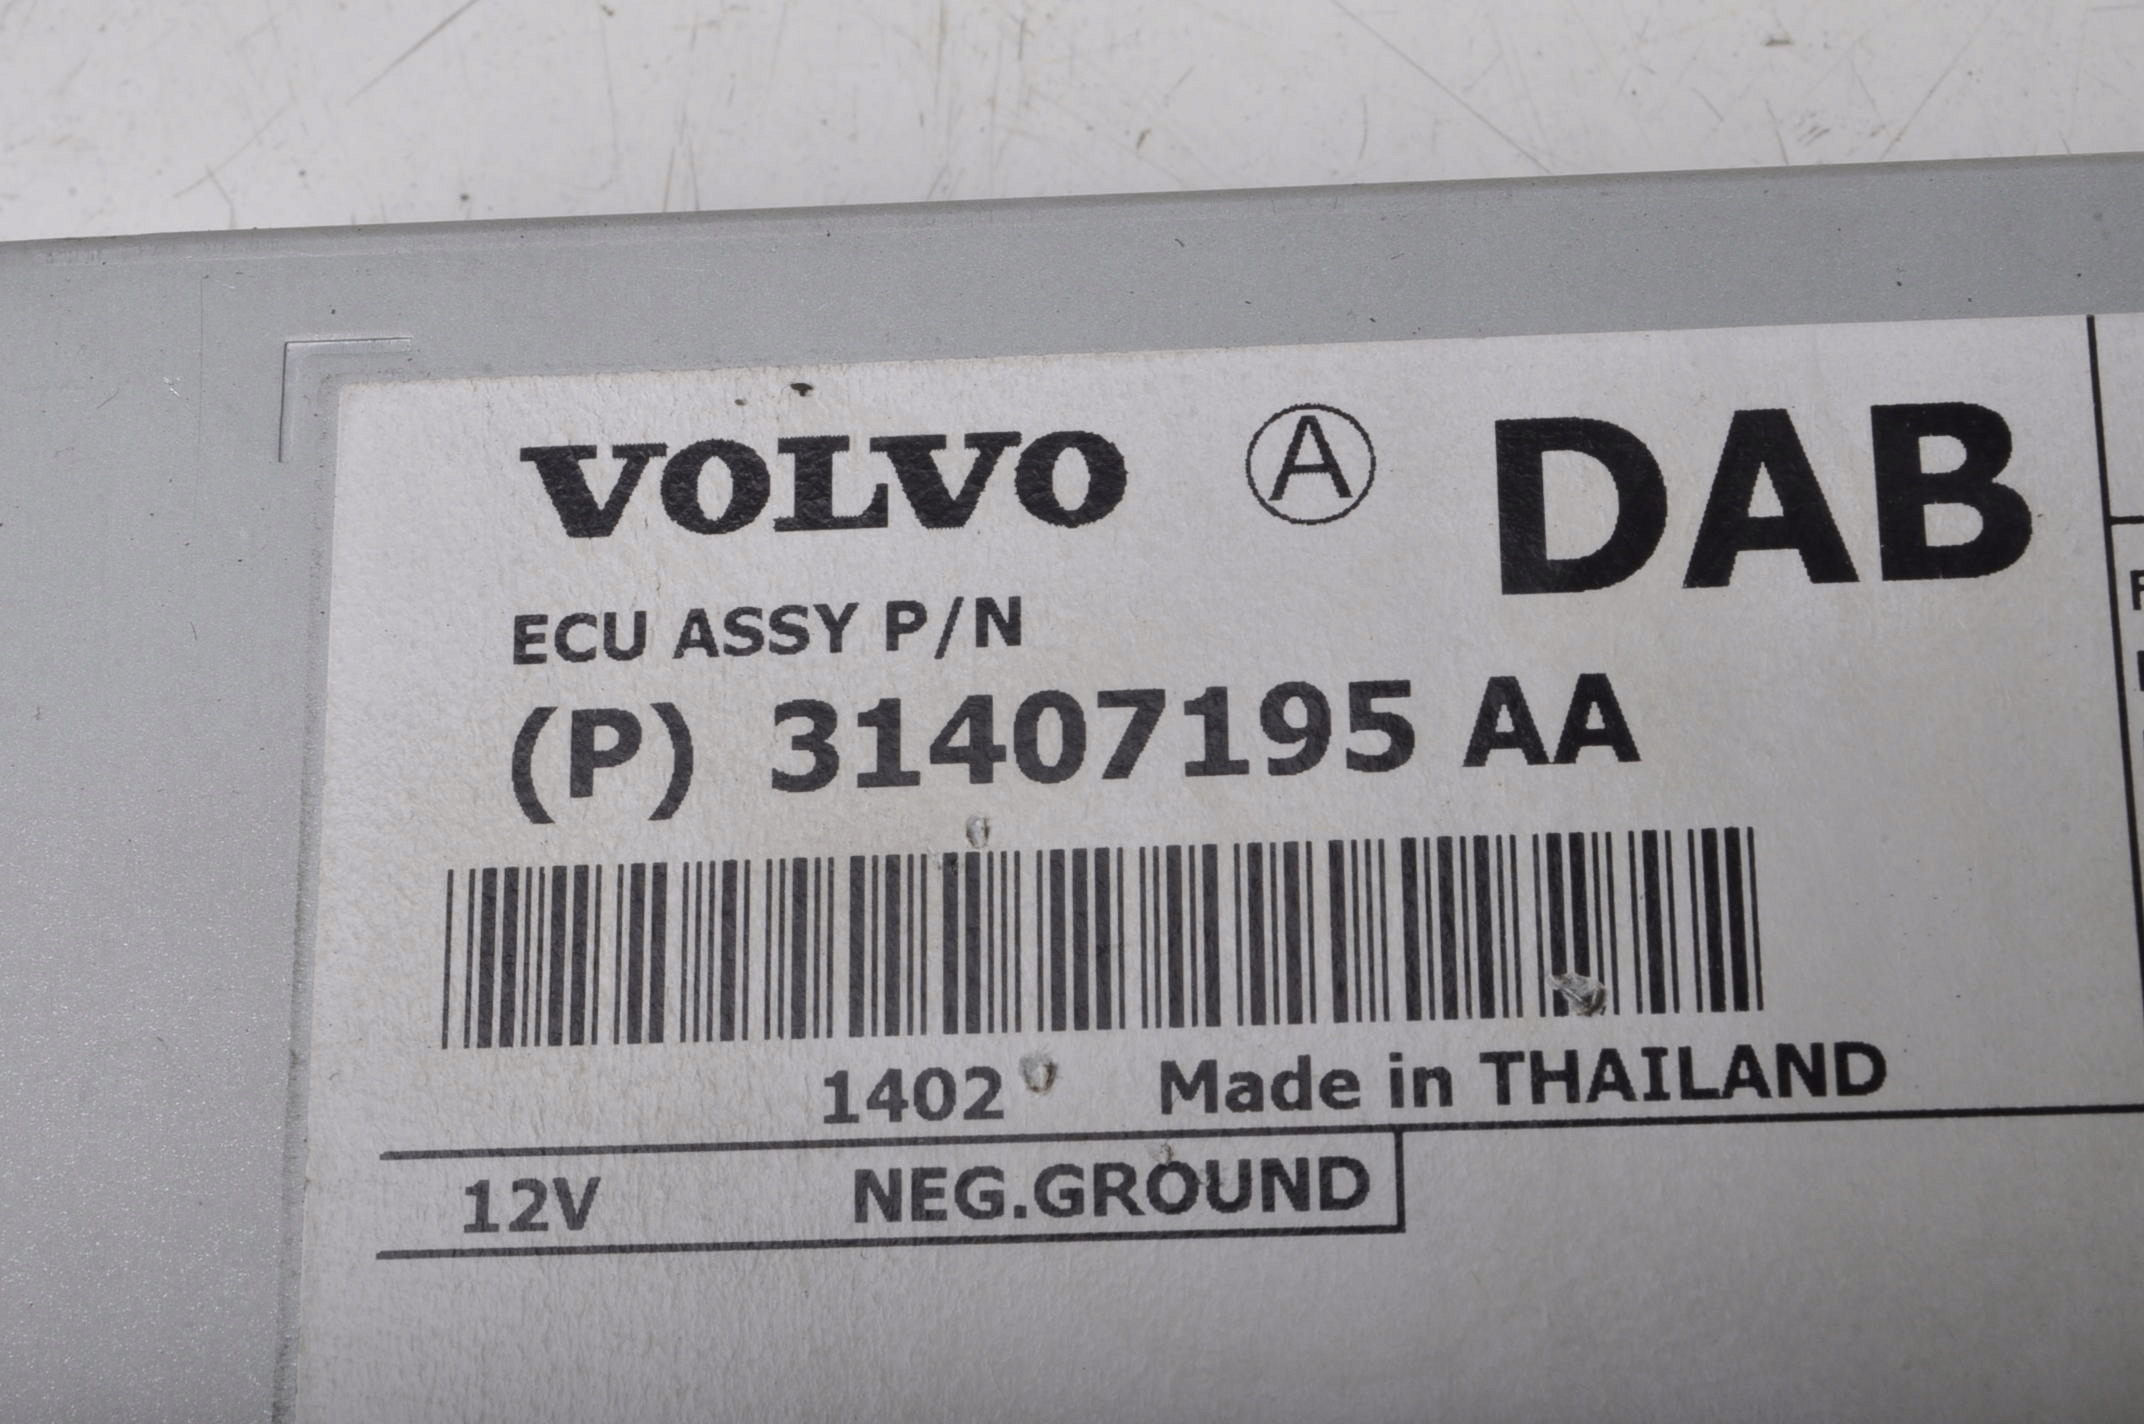 VOLVO Ⓐ DAB
ECU ASSY P/N
(P) 31407195 AA
1402 Made in THAILAND
12V NEG.GROUND